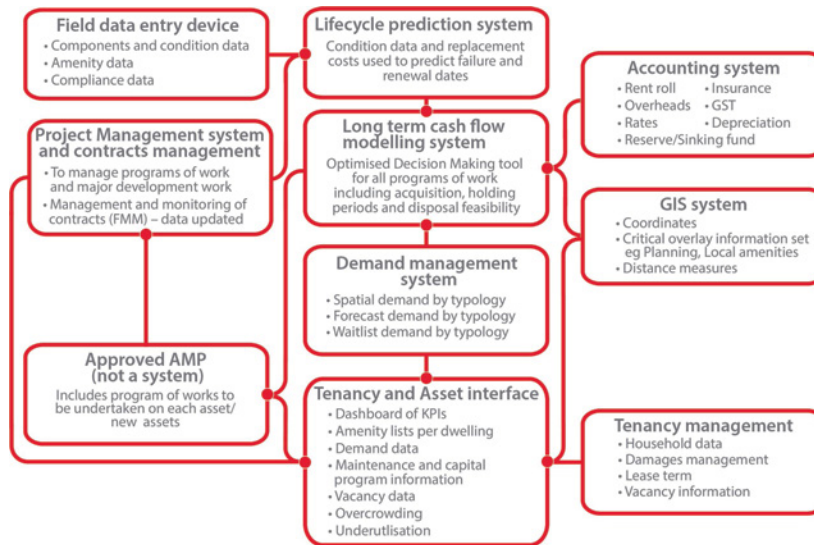 Field data entry device
• Components and condition data
• Amenity data
• Compliance data
Lifecycle prediction system
Condition data and replacement
costs used to predict failure and
renewal dates
Accounting system
• Rent roll • Insurance
• Overheads • GST
• Rates • Depreciation
• Reserve/Sinking fund
Project Management system
and contracts management
• To manage programs of work
and major development work
• Management and monitoring of
contracts (FMM) – data updated
Long term cash flow
modelling system
Optimised Decision Making tool
for all programs of work
including acquisition, holding
periods and disposal feasibility
GIS system
• Coordinates
• Critical overlay information set
eg Planning, Local amenities
• Distance measures
Demand management
system
• Spatial demand by typology
• Forecast demand by typology
• Waitlist demand by typology
Approved AMP
(not a system)
Includes program of works to
be undertaken on each asset/
new assets
Tenancy and Asset interface
• Dashboard of KPIs
• Amenity lists per dwelling
• Demand data
• Maintenance and capital
program information
• Vacancy data
• Overcrowding
• Underutlisation
Tenancy management
• Household data
• Damages management
• Lease term
• Vacancy information